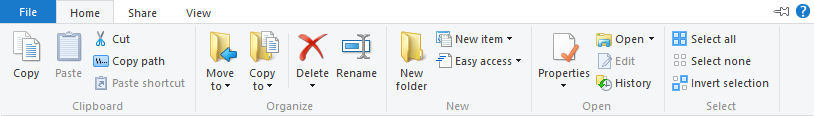 File Home Share View
Cut
Copy path
Paste shortcut
Copy
Paste
Clipboard
Move
to
Copy
to
Delete
Rename
Organize
New
folder
New item
Easy access
New
Properties
Open
Edit
History
Open
Select all
Select none
Invert selection
Select